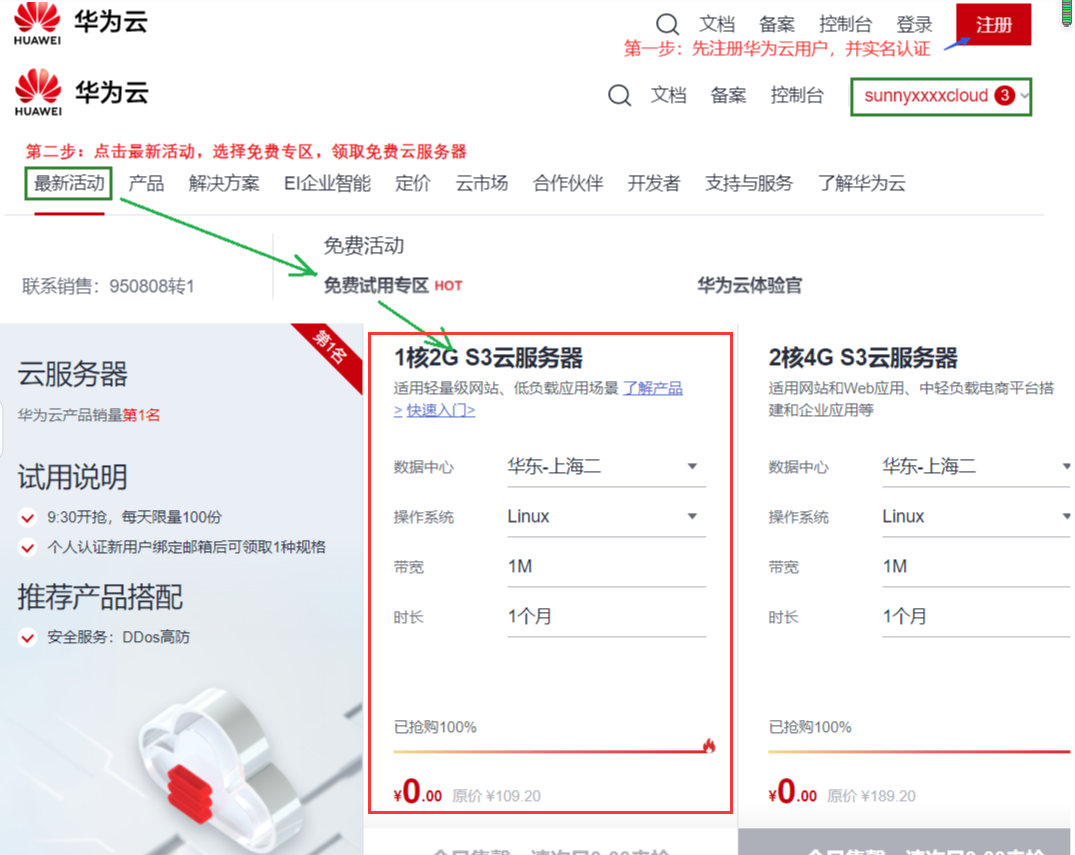 HUAWEI
华为云
文档 备案 控制台 登录 注册
第一步：先注册华为云用户，并实名认证
HUAWEI
华为云
文档 备案 控制台 sunnyxxxxcloud 3
第二步：点击最新活动，选择免费专区，领取免费云服务器
最新活动 产品 解决方案 EI企业智能 定价 云市场 合作伙伴 开发者 支持与服务 了解华为云
免费活动
联系销售：950808转1
免费试用专区 HOT
华为云体验官
云服务器
第1名
华为云产品销量第1名
试用说明
9:30开抢，每天限量100份
个人认证新用户绑定邮箱后可领取1种规格
推荐产品搭配
安全服务：DDos高防
1核2G S3云服务器
适用轻量级网站、低负载应用场景 了解产品
> 快速入门>
数据中心 华东-上海二
操作系统 Linux
带宽 1M
时长 1个月
已抢购100%
¥0.00 原价 ¥109.20
2核4G S3云服务器
适用网站和Web应用、中轻负载电商平台搭
建和企业应用等
数据中心 华东-上海二
操作系统 Linux
带宽 1M
时长 1个月
已抢购100%
¥0.00 原价 ¥189.20